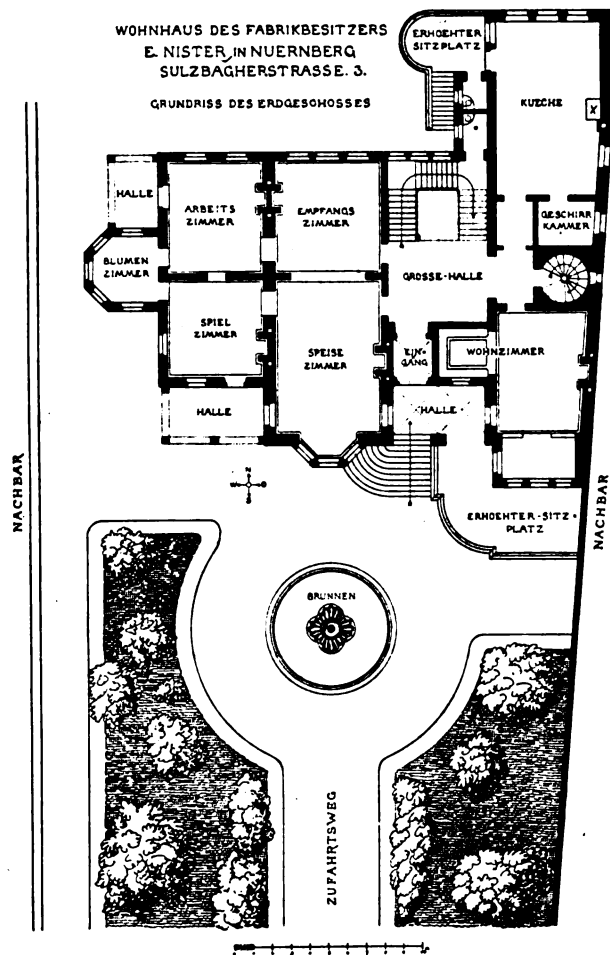 WOHNHAUS DES FABRIKBESITZERS
E. NISTER, IN NUERNBERG
SULZBAGHERSTRASSE. 3.
GRUNDRISS DES ERDGESCHOSSES
ERHOEHTER
SITZPLATZ
KUECHE
X
HALLE
ARBEITS
ZIMMER
EMPFANGS
ZIMMER
GESCHIRR
KAMMER
BLUMEN
ZIMMER
GROSSE-HALLE
SPIEL
ZIMMER
SPEISE
ZIMMER
EIN-
GANG
WOHNZIMMER
HALLE
HALLE
N
W O
S
ERHOEHTER-SITZ-
PLATZ
NACHBAR
NACHBAR
BRUNNEN
ZUFAHRTSWEG